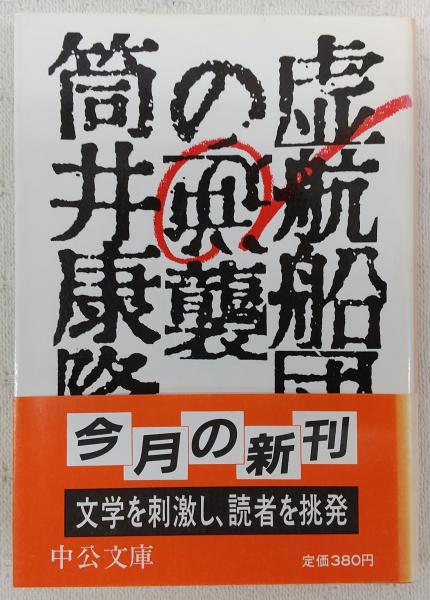 虚航船団
の逆襲
筒井康隆
今月の新刊
文学を刺激し、読者を挑発
中公文庫
定価380円